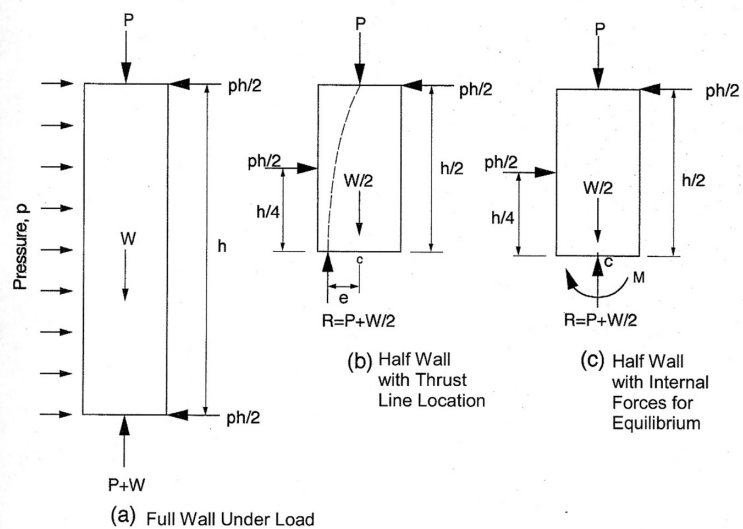 P
ph/2
Pressure, p
W
h
ph/2
P+W
(a) Full Wall Under Load
P
ph/2
ph/2
h/4
W/2
h/2
c
e
R=P+W/2
(b) Half Wall
with Thrust
Line Location
P
ph/2
ph/2
h/4
W/2
h/2
c
M
R=P+W/2
(c) Half Wall
with Internal
Forces for
Equilibrium